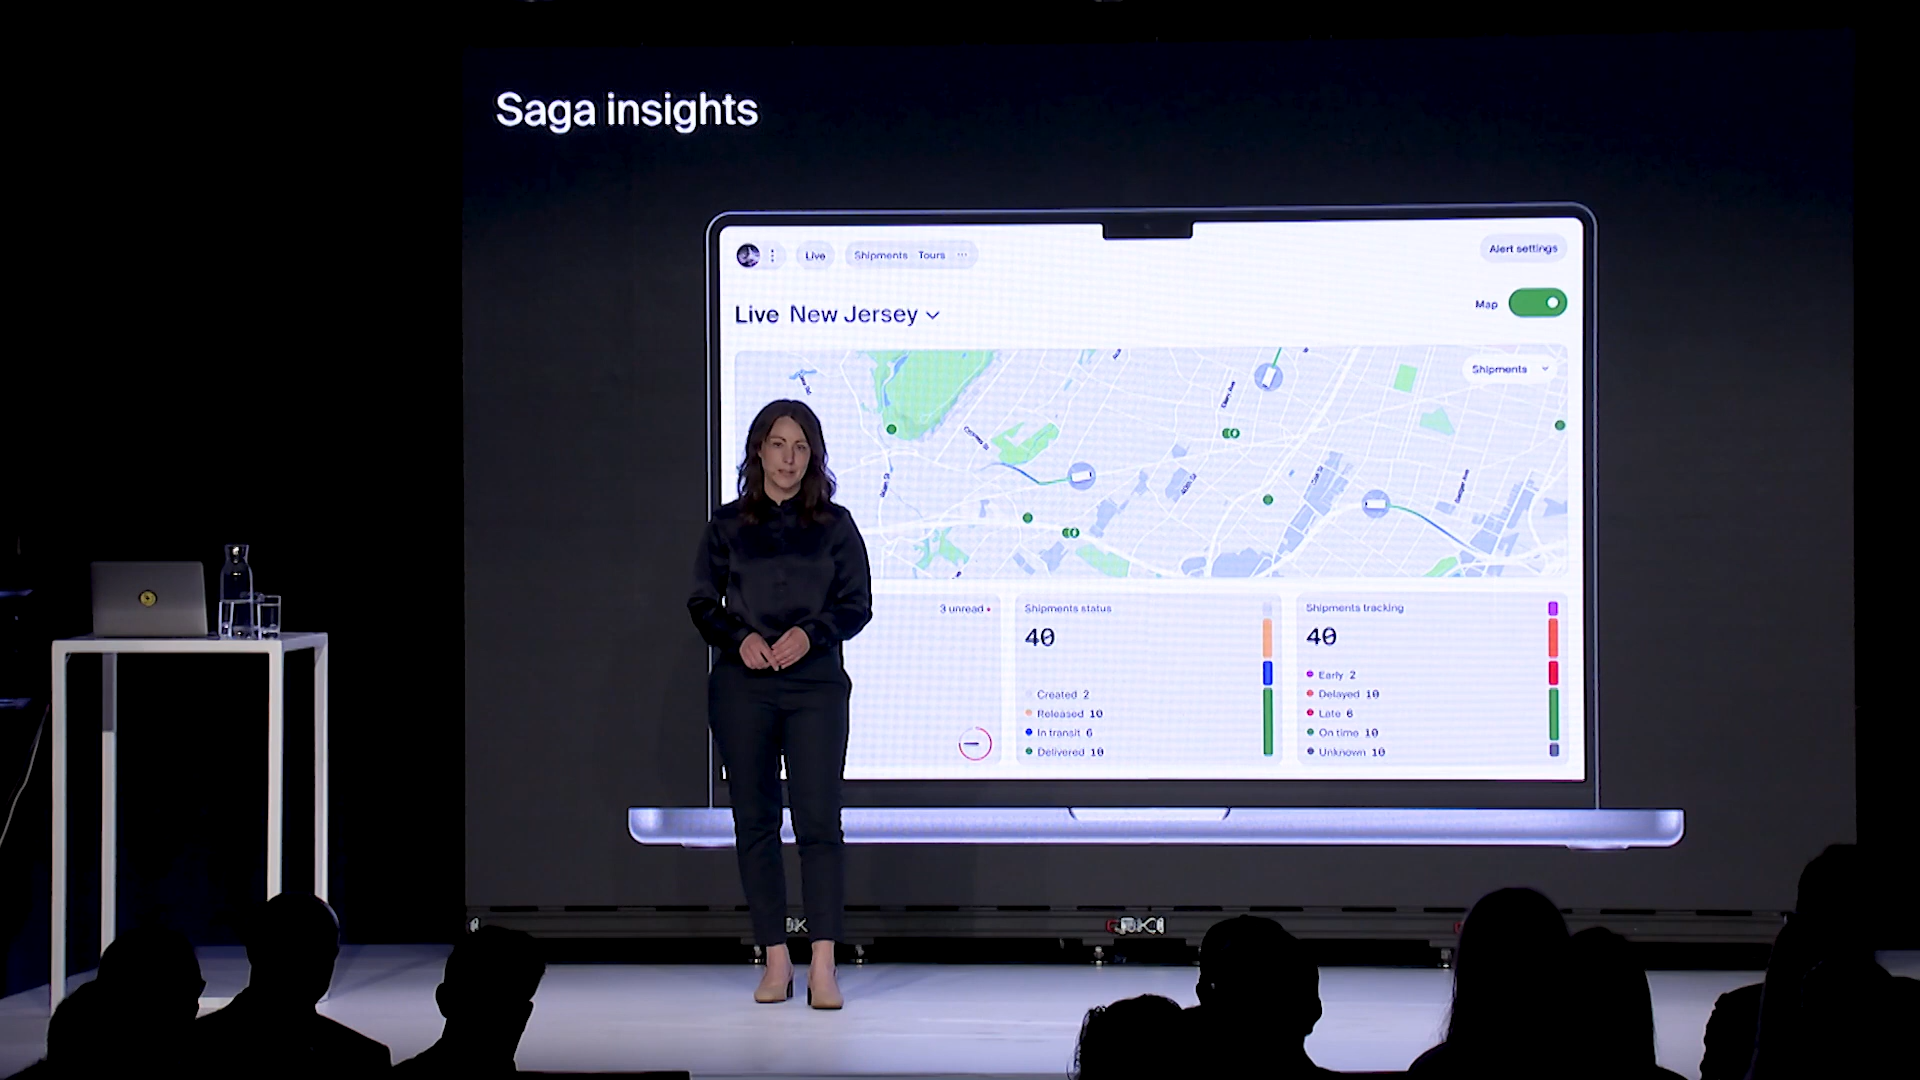 Saga insights
Live
Shipments Tours ...
Alert settings
Live New Jersey
Map
Shipments
3 unread
Shipments status
40
Created 2
Released 10
In transit 6
Delivered 10
Shipments tracking
40
Early 2
Delayed 10
Late 6
On time 10
Unknown 10